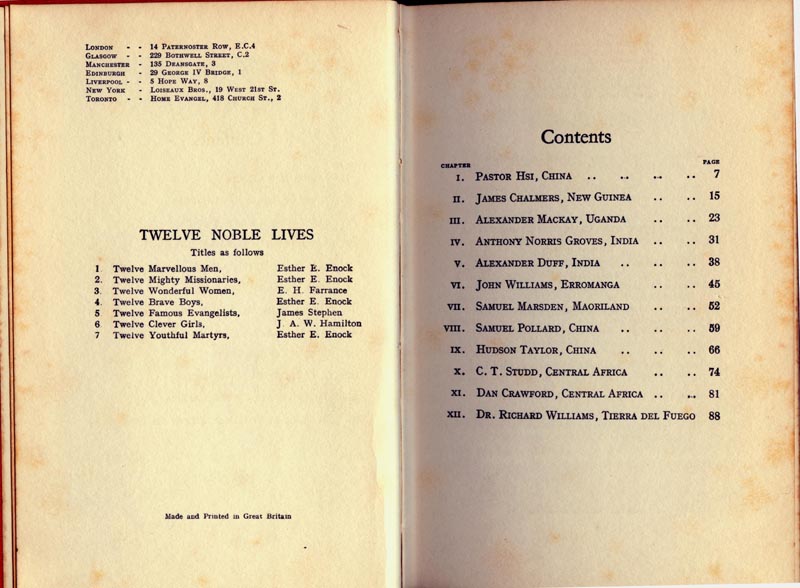 London - - 14 Paternoster Row, E.C.4
Glasgow - 229 Bothwell Street, C.2
Manchester - 135 Deansgate, 3
Edinburgh - 29 George IV Bridge, 1
Liverpool - - 5 Hope Way, 8
New York - Loiseaux Bros., 19 West 21st St.
Toronto - - Home Evangel, 418 Church St., 2
TWELVE NOBLE LIVES
Titles as follows
1 Twelve Marvellous Men, Esther E. Enock
2. Twelve Mighty Missionaries, Esther E. Enock
3. Twelve Wonderful Women, E. H. Farrance
4 Twelve Brave Boys, Esther E. Enock
5 Twelve Famous Evangelists, James Stephen
6 Twelve Clever Girls, J. A. W. Hamilton
7 Twelve Youthful Martyrs, Esther E. Enock
Made and Printed in Great Britain
Contents
CHAPTER PAGE
I. Pastor Hsi, China .. .. .. .. 7
II. James Chalmers, New Guinea .. .. 15
III. Alexander Mackay, Uganda .. .. 23
IV. Anthony Norris Groves, India .. .. 31
V. Alexander Duff, India .. .. .. 38
VI. John Williams, Erromanga .. .. 45
VII. Samuel Marsden, Maoriland .. .. 52
VIII. Samuel Pollard, China .. .. .. 59
IX. Hudson Taylor, China .. .. .. 66
X. C. T. Studd, Central Africa .. .. 74
XI. Dan Crawford, Central Africa .. .. 81
XII. Dr. Richard Williams, Tierra del Fuego 88